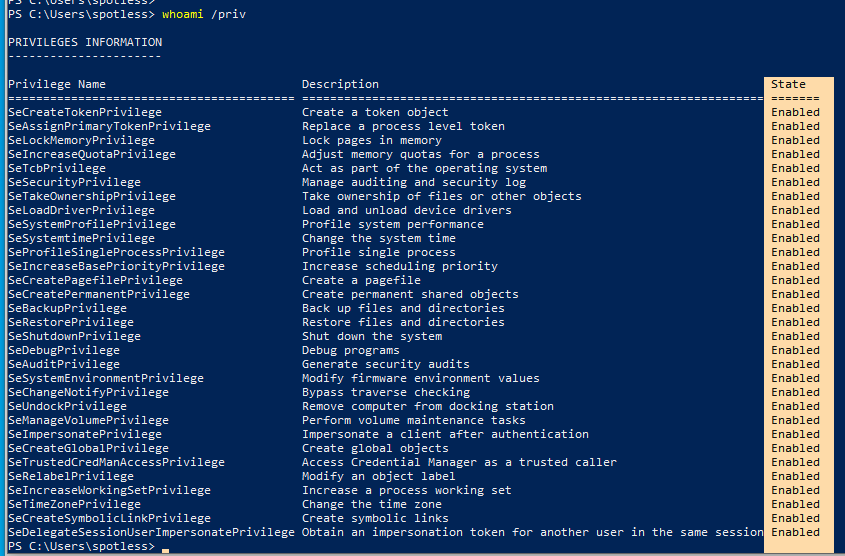 PS C:\Users\spotless>
PS C:\Users\spotless> whoami /priv
PRIVILEGES INFORMATION
----------------------
Privilege Name Description State
========================================= ================================================================== =======
SeCreateTokenPrivilege Create a token object Enabled
SeAssignPrimaryTokenPrivilege Replace a process level token Enabled
SeLockMemoryPrivilege Lock pages in memory Enabled
SeIncreaseQuotaPrivilege Adjust memory quotas for a process Enabled
SeTcbPrivilege Act as part of the operating system Enabled
SeSecurityPrivilege Manage auditing and security log Enabled
SeTakeOwnershipPrivilege Take ownership of files or other objects Enabled
SeLoadDriverPrivilege Load and unload device drivers Enabled
SeSystemProfilePrivilege Profile system performance Enabled
SeSystemtimePrivilege Change the system time Enabled
SeProfileSingleProcessPrivilege Profile single process Enabled
SeIncreaseBasePriorityPrivilege Increase scheduling priority Enabled
SeCreatePagefilePrivilege Create a pagefile Enabled
SeCreatePermanentPrivilege Create permanent shared objects Enabled
SeBackupPrivilege Back up files and directories Enabled
SeRestorePrivilege Restore files and directories Enabled
SeShutdownPrivilege Shut down the system Enabled
SeDebugPrivilege Debug programs Enabled
SeAuditPrivilege Generate security audits Enabled
SeSystemEnvironmentPrivilege Modify firmware environment values Enabled
SeChangeNotifyPrivilege Bypass traverse checking Enabled
SeUndockPrivilege Remove computer from docking station Enabled
SeManageVolumePrivilege Perform volume maintenance tasks Enabled
SeImpersonatePrivilege Impersonate a client after authentication Enabled
SeCreateGlobalPrivilege Create global objects Enabled
SeTrustedCredManAccessPrivilege Access Credential Manager as a trusted caller Enabled
SeRelabelPrivilege Modify an object label Enabled
SeIncreaseWorkingSetPrivilege Increase a process working set Enabled
SeTimeZonePrivilege Change the time zone Enabled
SeCreateSymbolicLinkPrivilege Create symbolic links Enabled
SeDelegateSessionUserImpersonatePrivilege Obtain an impersonation token for another user in the same session Enabled
PS C:\Users\spotless> _